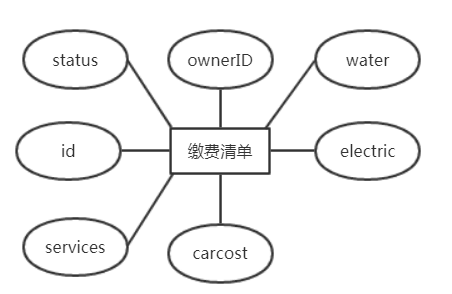 status
ownerID
water
id
缴费清单
electric
services
carcost